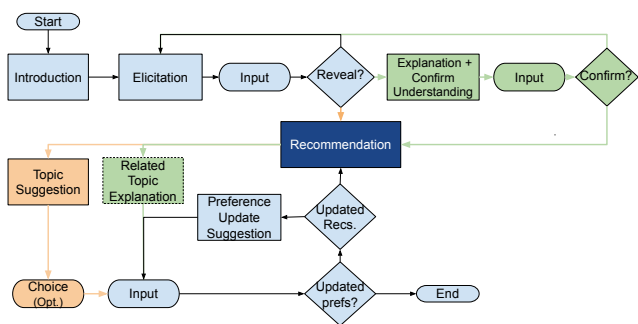 Start
Introduction
Elicitation
Input
Reveal?
Explanation +
Confirm
Understanding
Input
Confirm?
Recommendation
Topic
Suggestion
Related
Topic
Explanation
Preference
Update
Suggestion
Updated
Recs.
Choice
(Opt.)
Input
Updated
prefs?
End